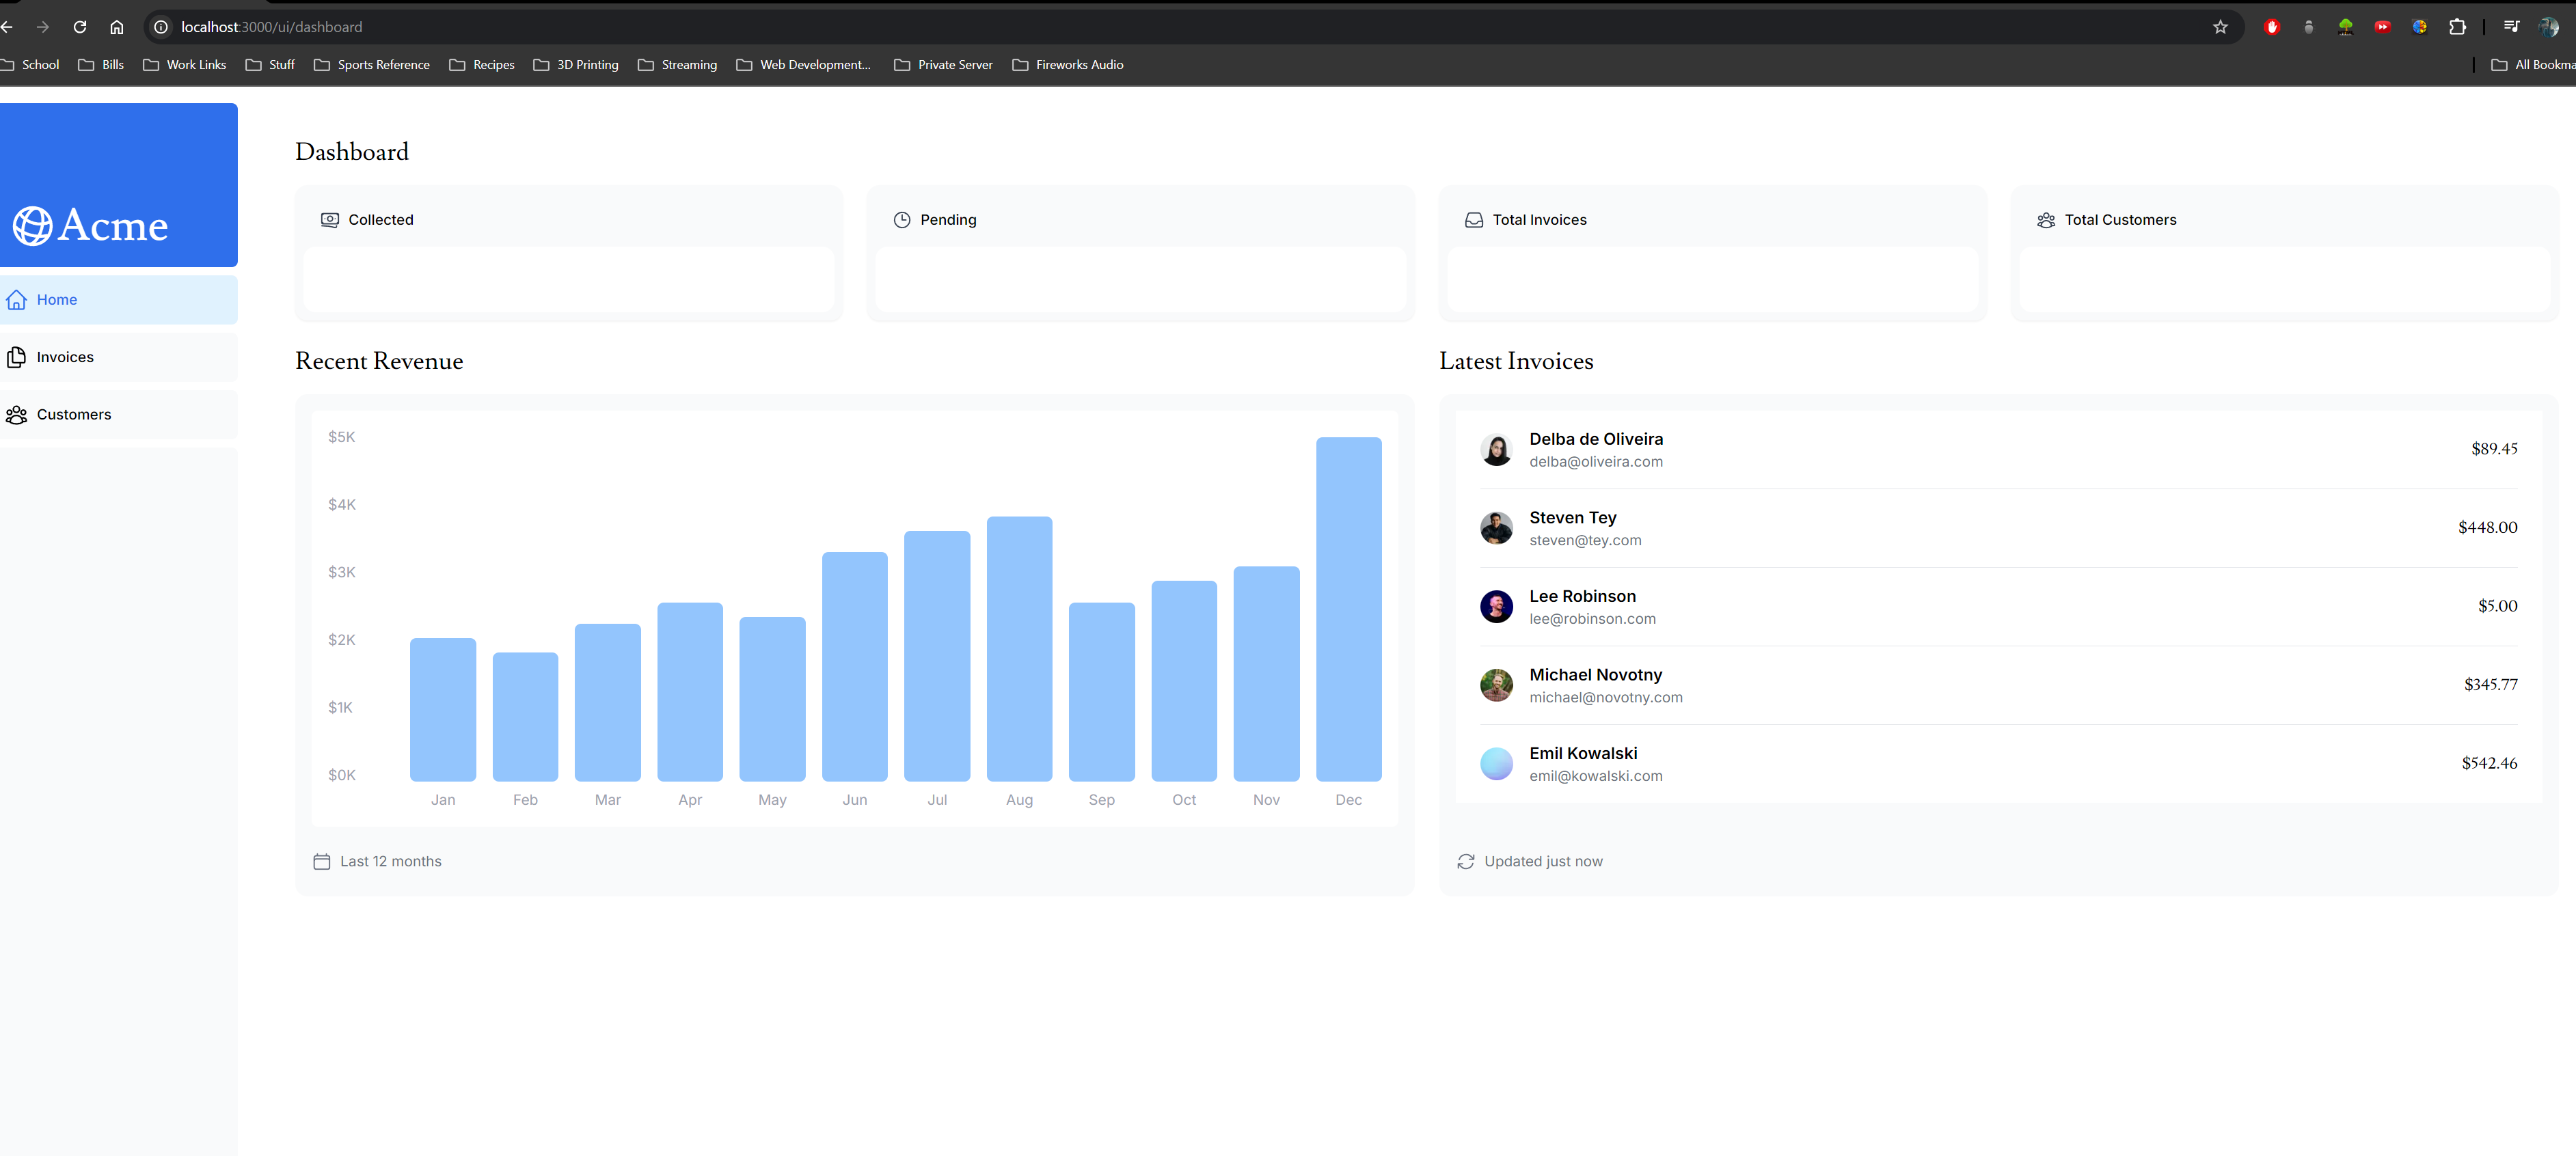 localhost:3000/ui/dashboard
School Bills Work Links Stuff Sports Reference Recipes 3D Printing Streaming Web Development... Private Server Fireworks Audio All Bookma
Acme
Home
Invoices
Customers
Dashboard
Collected
Pending
Total Invoices
Total Customers
Recent Revenue
$5K
$4K
$3K
$2K
$1K
$0K
Jan Feb Mar Apr May Jun Jul Aug Sep Oct Nov Dec
Last 12 months
Latest Invoices
Delba de Oliveira
delba@oliveira.com
$89.45
Steven Tey
steven@tey.com
$448.00
Lee Robinson
lee@robinson.com
$5.00
Michael Novotny
michael@novotny.com
$345.77
Emil Kowalski
emil@kowalski.com
$542.46
Updated just now